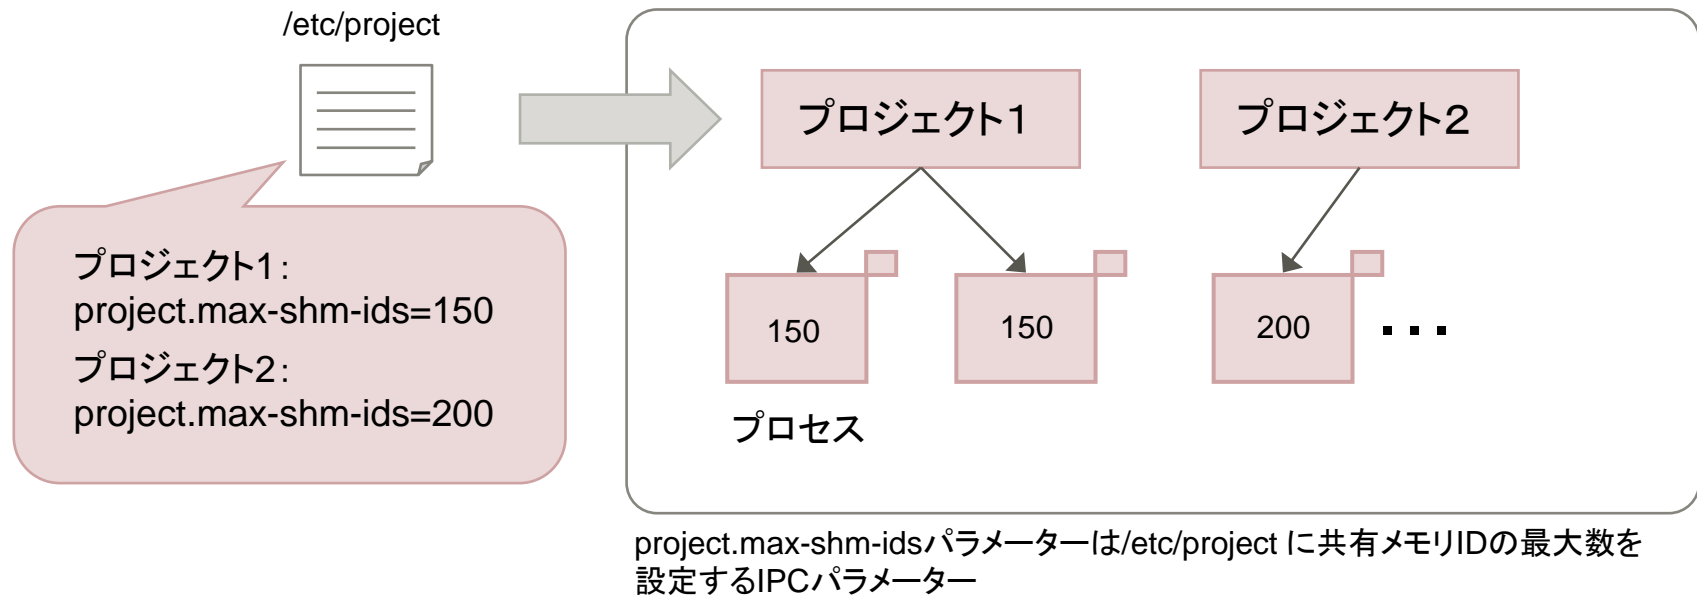 /etc/project
プロジェクト1
プロジェクト2
プロジェクト1：
project.max-shm-ids=150
プロジェクト2：
project.max-shm-ids=200
150
150
200
・・・
プロセス
project.max-shm-idsパラメーターは/etc/project に共有メモリIDの最大数を
設定するIPCパラメーター